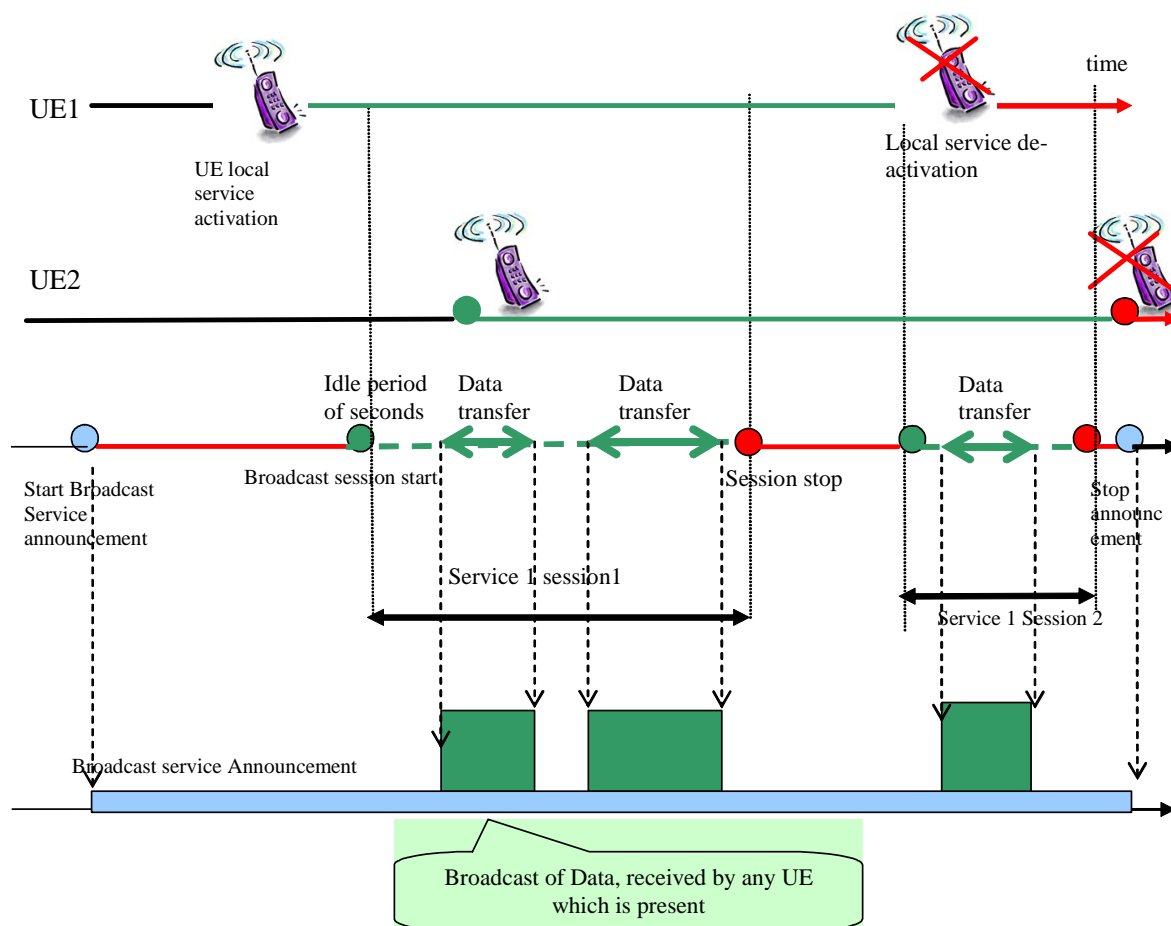 time
UE1
UE local
service
activation
Local service de-
activation
UE2
Idle period
of seconds
Data
transfer
Data
transfer
Data
transfer
Start Broadcast
Service
announcement
Broadcast session start
Session stop
Stop
announc
ement
Service 1 session1
Service 1 Session 2
Broadcast service Announcement
Broadcast of Data, received by any UE
which is present